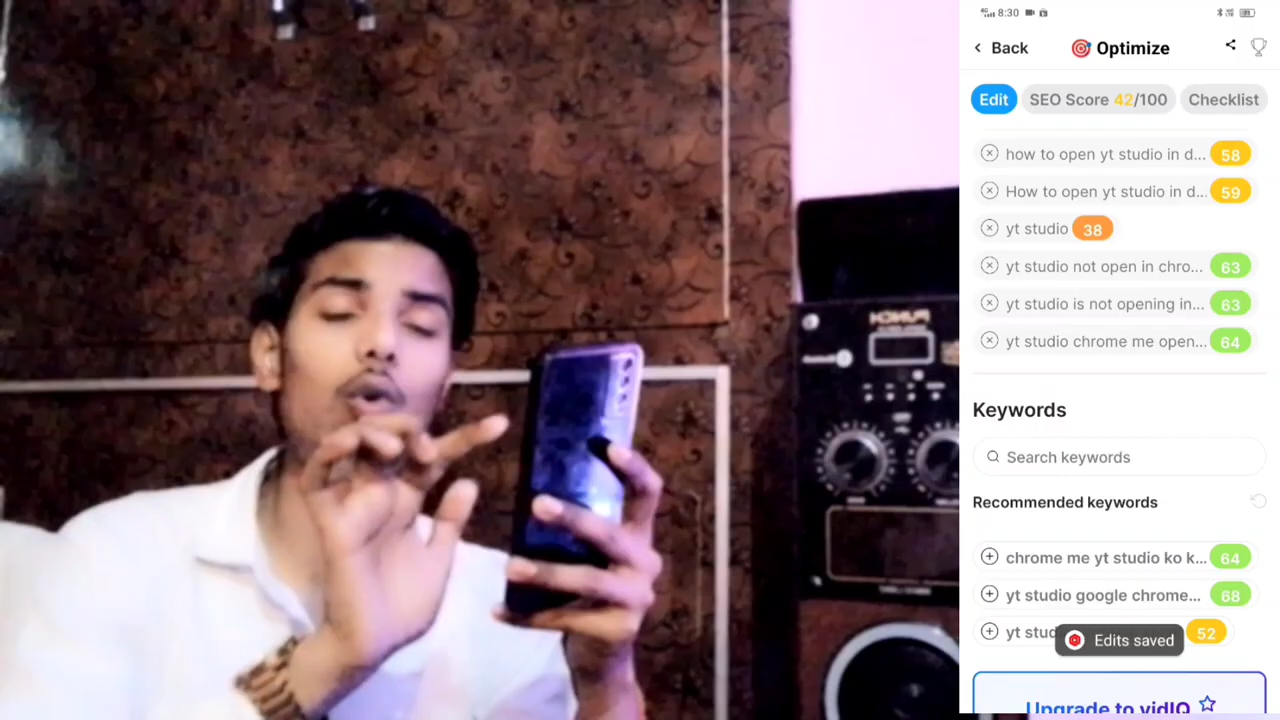 4G 8:30
Back
Optimize
Edit
SEO Score 42/100
Checklist
how to open yt studio in d... 58
How to open yt studio in d... 59
yt studio 38
yt studio not open in chro... 63
yt studio is not opening in... 63
yt studio chrome me open... 64
Keywords
Search keywords
Recommended keywords
chrome me yt studio ko k... 64
yt studio google chrome... 68
yt 52
Edits saved
Upgrade to vidIQ